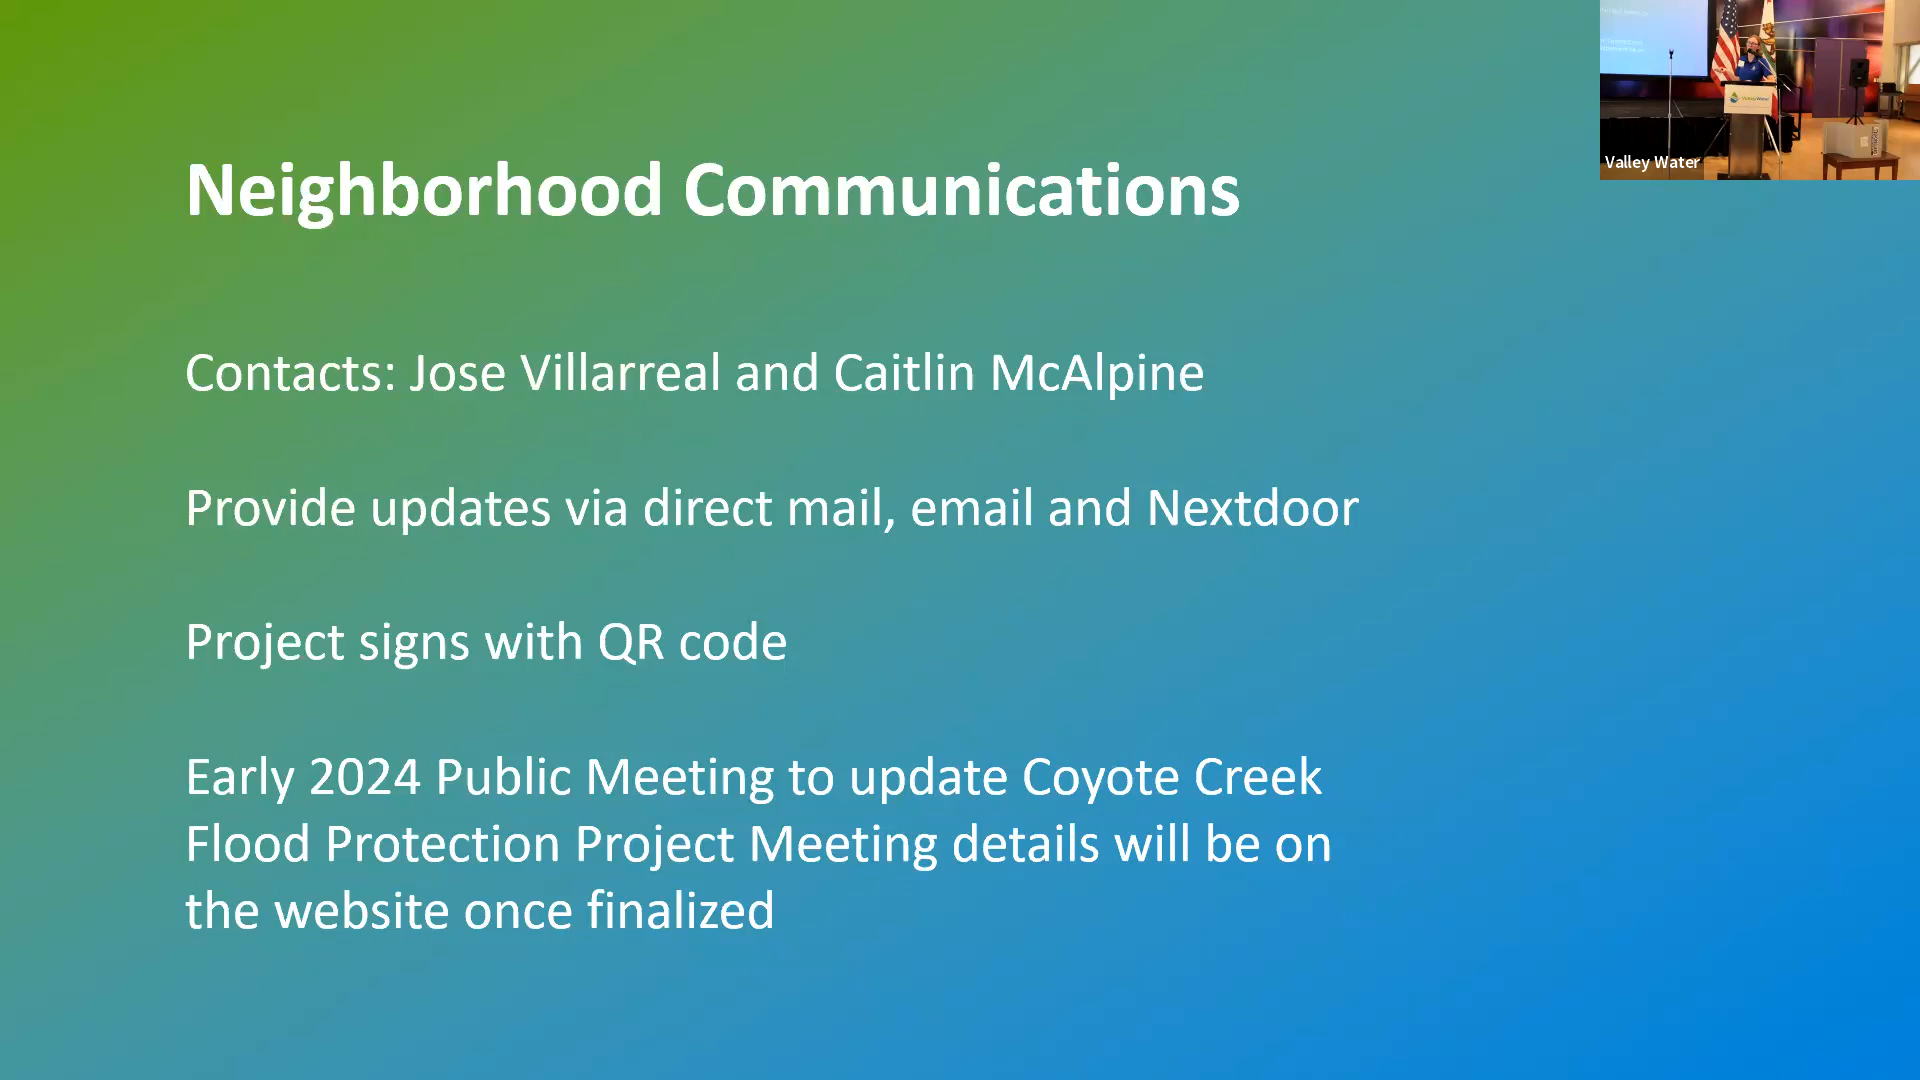 Neighborhood Communications
Contacts: Jose Villarreal and Caitlin McAlpine
Provide updates via direct mail, email and Nextdoor
Project signs with QR code
Early 2024 Public Meeting to update Coyote Creek
Flood Protection Project Meeting details will be on
the website once finalized
Valley Water